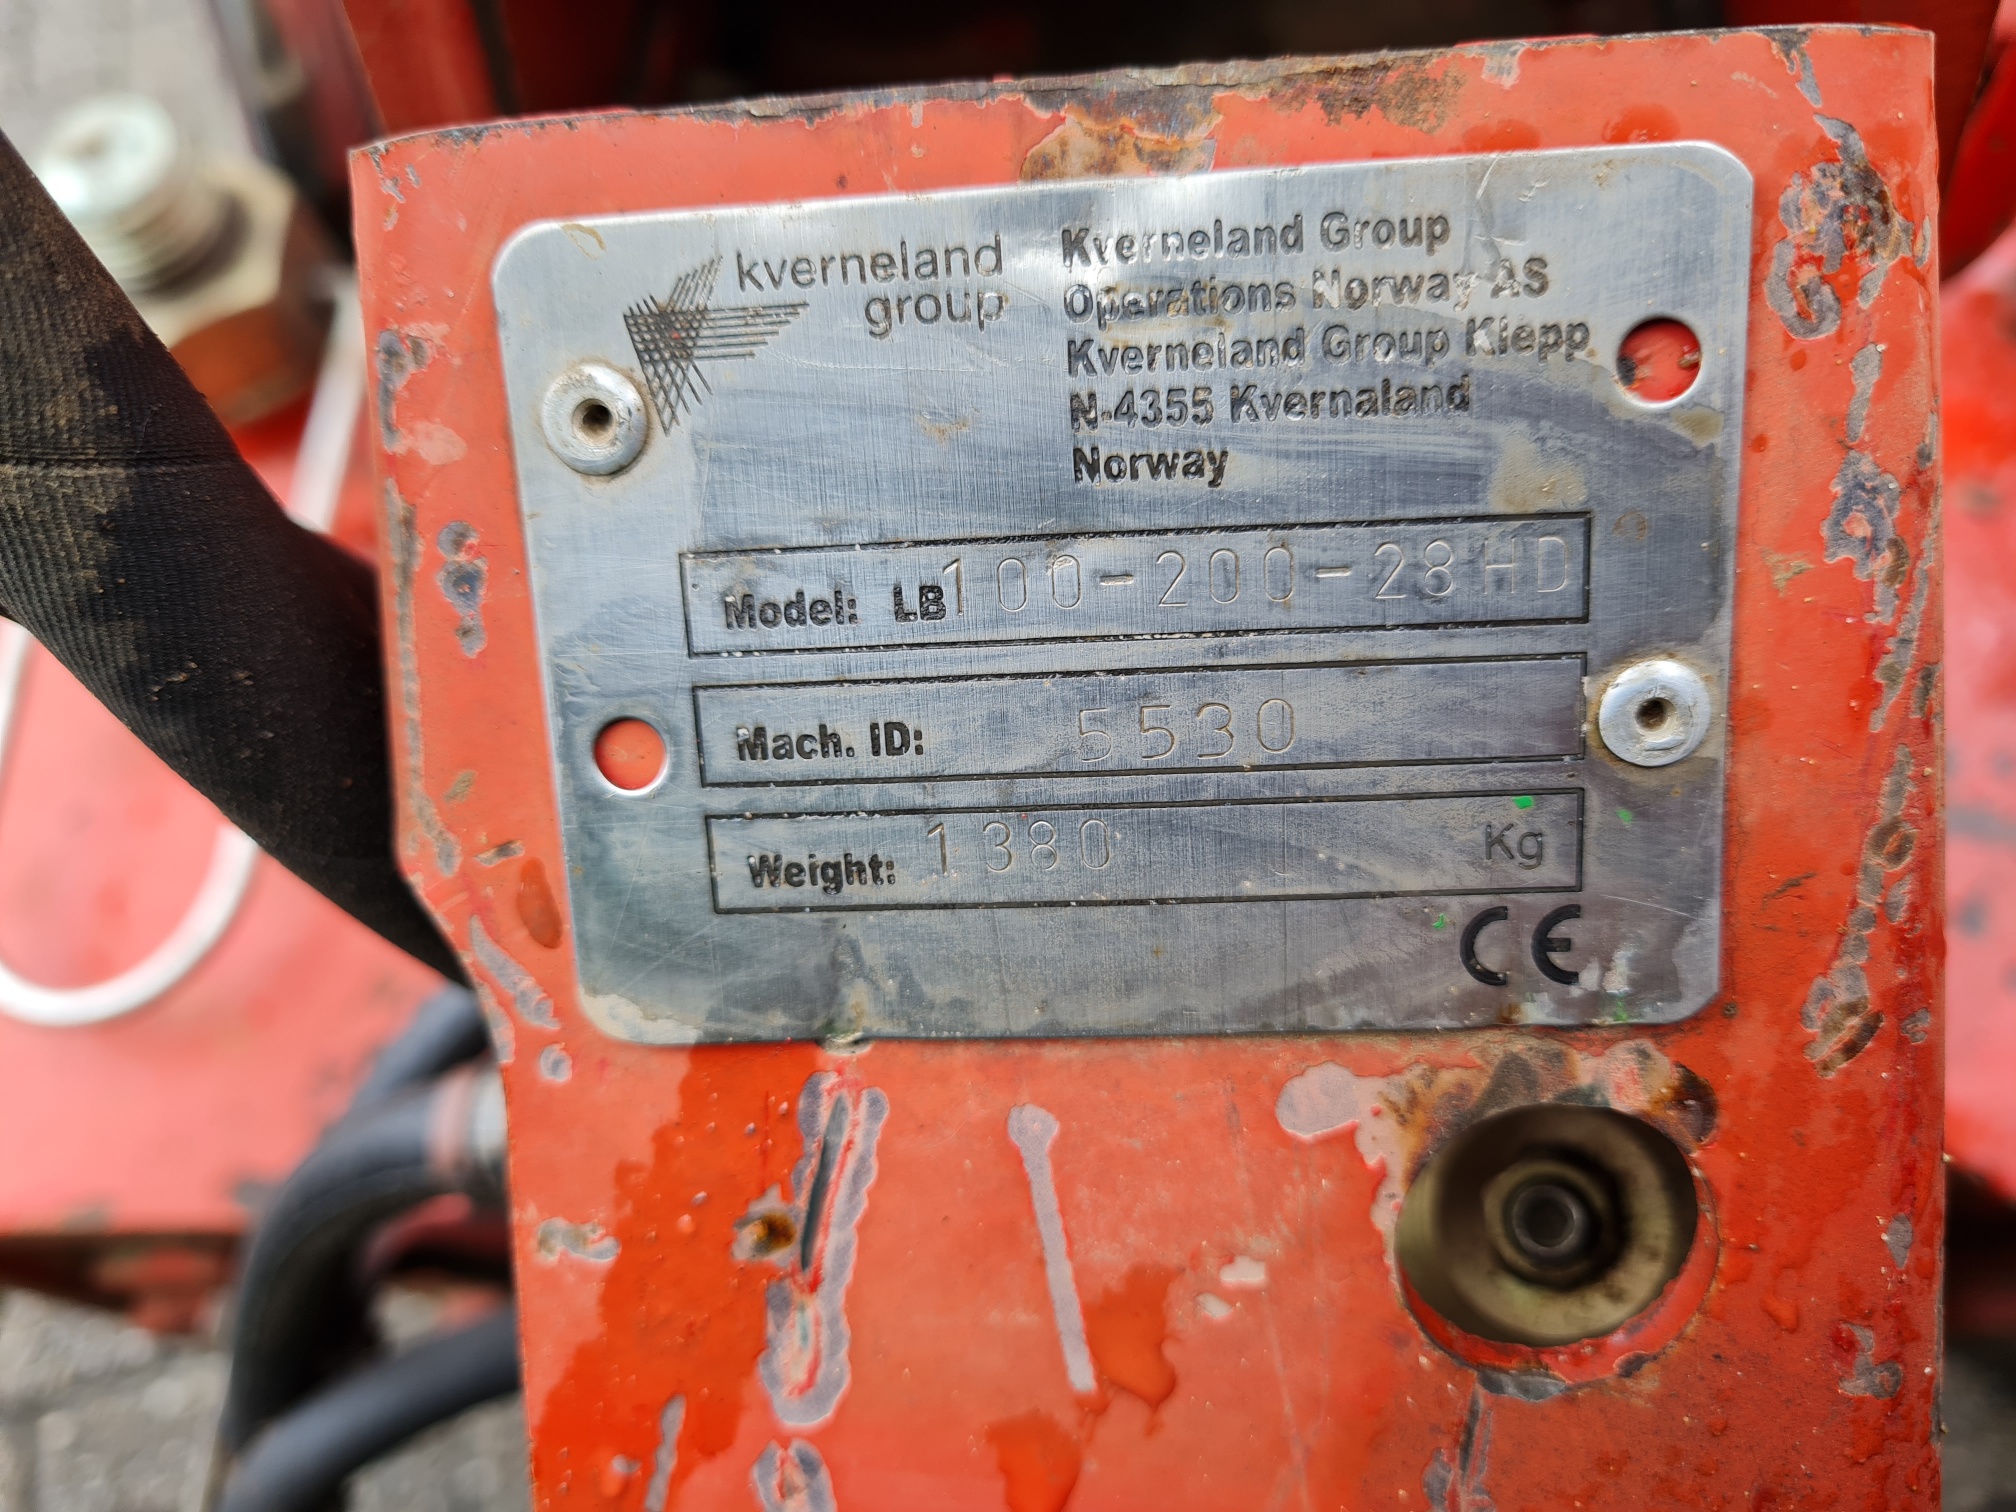 kverneland
group
Kverneland Group
Operations Norway AS
Kverneland Group Klepp
N-4355 Kvernaland
Norway
Model: LB100-200-28HD
Mach. ID: 5530
Weight: 1380 Kg
CE